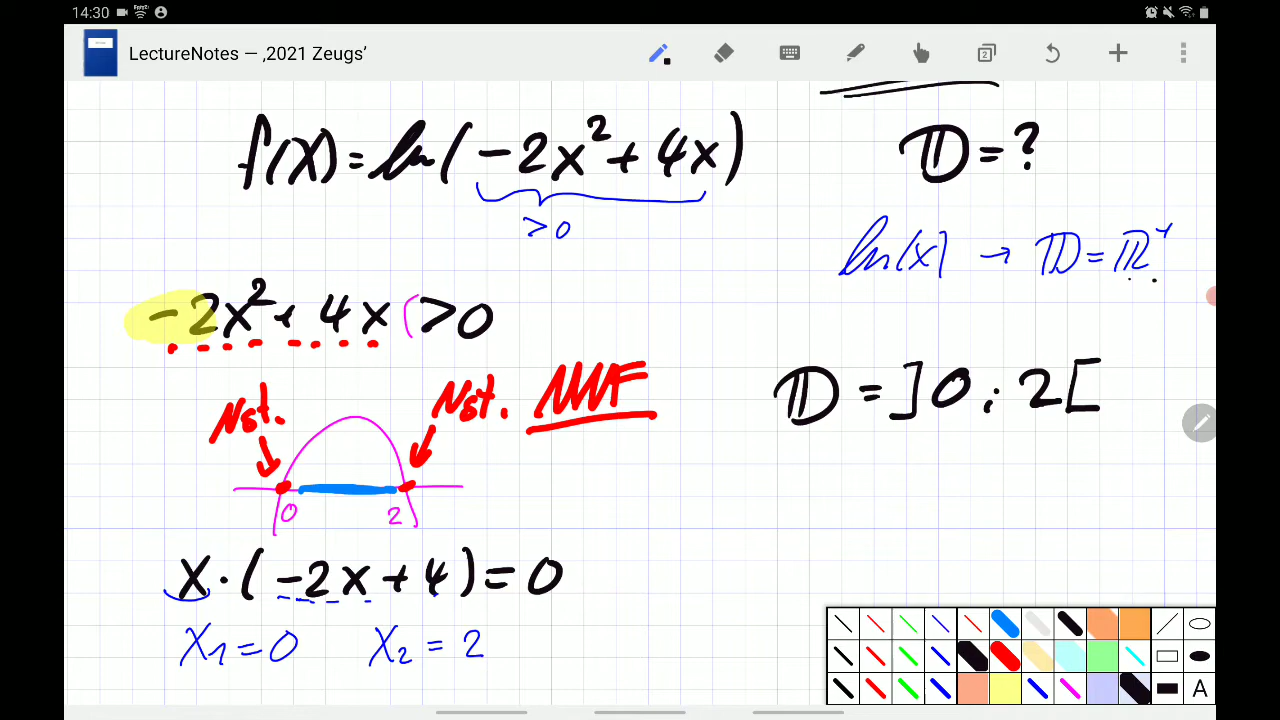 14:30
LectureNotes — ‚2021 Zeugs’
f(x) = ln(-2x² + 4x)
𝔻 = ?
> 0
ln(x) → 𝔻 = ℝ⁺
-2x² + 4x > 0
𝔻 = ]0 ; 2[
Nst.
Nst. NNF
0
2
x · (-2x + 4) = 0
x₁ = 0
x₂ = 2
A